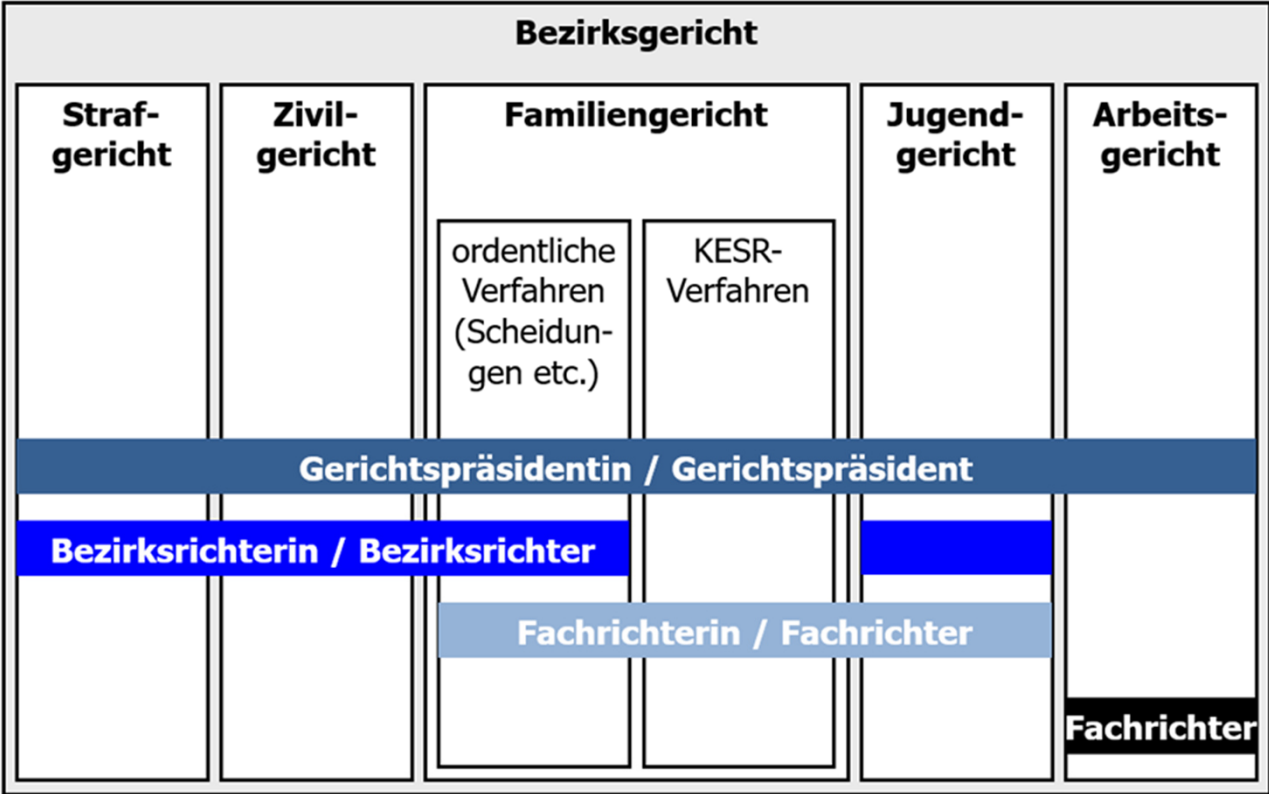 Bezirksgericht
Straf-
gericht
Zivil-
gericht
Familiengericht
Jugend-
gericht
Arbeits-
gericht
ordentliche
Verfahren
(Scheidun-
gen etc.)
KESR-
Verfahren
Gerichtspräsidentin / Gerichtspräsident
Bezirksrichterin / Bezirksrichter
Fachrichterin / Fachrichter
Fachrichter